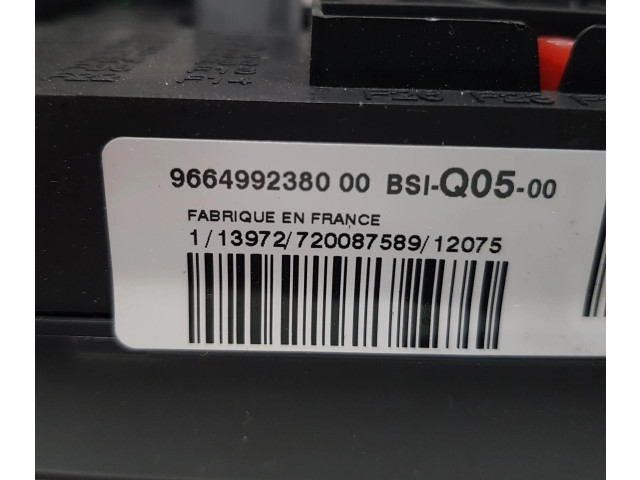 9664992380 00 BSI-Q05-00
FABRIQUE EN FRANCE
1/13972/720087589/12075